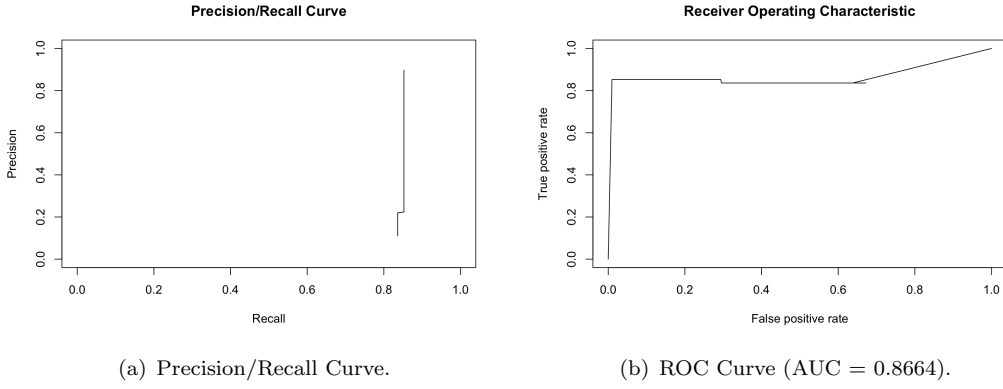 Precision/Recall Curve
Precision
1.0
0.8
0.6
0.4
0.2
0.0
0.0 0.2 0.4 0.6 0.8 1.0
Recall
(a) Precision/Recall Curve.
Receiver Operating Characteristic
True positive rate
1.0
0.8
0.6
0.4
0.2
0.0
0.0 0.2 0.4 0.6 0.8 1.0
False positive rate
(b) ROC Curve (AUC = 0.8664).